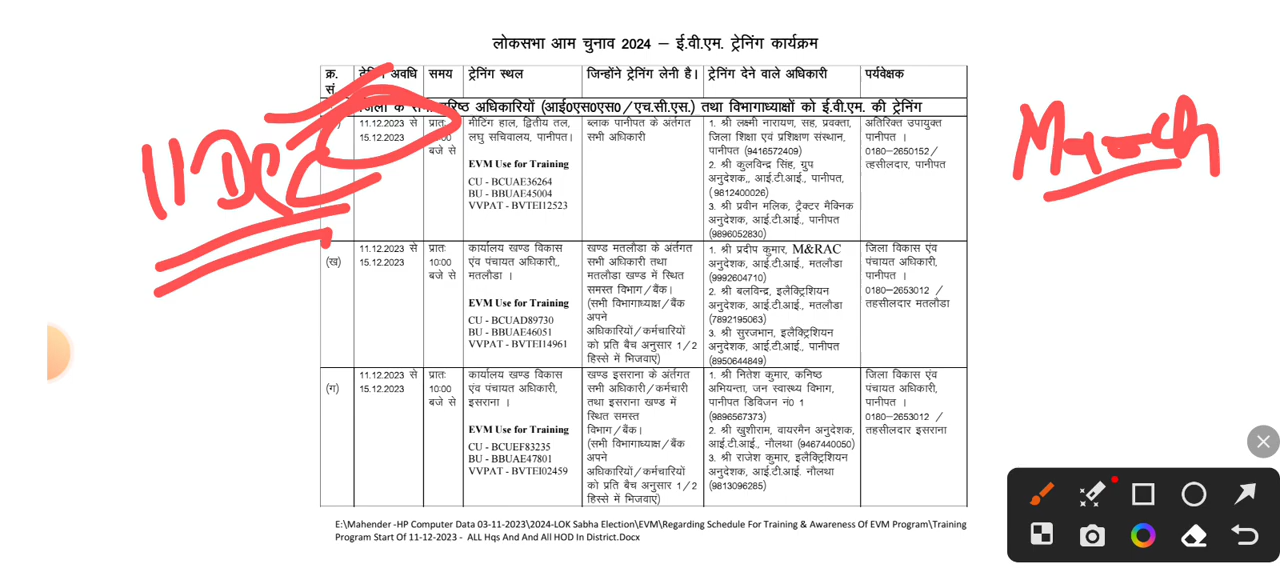 लोकसभा आम चुनाव 2024 – ई.वी.एम. ट्रेनिंग कार्यक्रम
क्र. सं. अवधि समय ट्रेनिंग स्थल जिन्होंने ट्रेनिंग लेनी है। ट्रेनिंग देने वाले अधिकारी पर्यवेक्षक
अधिकारियों (आई0एस0एस0/एच.सी.एस.) तथा विभागाध्यक्षों को ई.वी.एम. की ट्रेनिंग
11.12.2023 से
15.12.2023
प्रातः
बजे से
मीटिंग हाल, द्वितीय तल,
लघु सचिवालय, पानीपत।
EVM Use for Training
CU - BCUAE36264
BU - BBUAE45004
VVPAT - BVTEI12523
ब्लाक पानीपत के अर्तगत
सभी अधिकारी
1. श्री लक्ष्मी नारायण, सह, प्रवक्ता,
जिला शिक्षा एवं प्रशिक्षण संस्थान,
पानीपत (9416572409)
2. श्री कुलविन्द्र सिंह, ग्रुप
अनुदेशक,, आई.टी.आई., पानीपत,
(9812400026)
3. श्री प्रवीन मलिक, ट्रैक्टर मैक्निक
अनुदेशक, आई.टी.आई., पानीपत
(9896052830)
अतिरिक्त उपायुक्त
पानीपत ।
0180-2650152 /
तहसीलदार, पानीपत
(ख)
11.12.2023 से
15.12.2023
प्रातः
10:00
बजे से
कार्यालय खण्ड विकास
एंव पंचायत अधिकारी,,
मतलौडा ।
EVM Use for Training
CU - BCUAD89730
BU - BBUAE46051
VVPAT - BVTEI14961
खण्ड मतलौडा के अर्तगत
सभी अधिकारी तथा
मतलौडा खण्ड में स्थित
समस्त विभाग/बैंक।
(सभी विभागाध्यक्ष/बैंक
अपने
अधिकारियों/कर्मचारियों
को प्रति बैच अनुसार 1/2
हिस्से में भिजवाएं)
1. श्री प्रदीप कुमार, M&RAC
अनुदेशक, आई.टी.आई., मतलौडा
(9992604710)
2. श्री बलविन्द्र, इलैक्ट्रिशियन
अनुदेशक, आई.टी.आई., मतलौडा
(7892195063)
3. श्री सुरजभान, इलैक्ट्रिशियन
अनुदेशक, आई.टी.आई., पानीपत
(8950644849)
जिला विकास एंव
पंचायत अधिकारी,
पानीपत ।
0180-2653012 /
तहसीलदार मतलौडा
(ग)
11.12.2023 से
15.12.2023
प्रातः
10:00
बजे से
कार्यालय खण्ड विकास
एंव पंचायत अधिकारी,
इसराना ।
EVM Use for Training
CU - BCUEF83235
BU - BBUAE47801
VVPAT - BVTEI02459
खण्ड इसराना के अर्तगत
सभी अधिकारी/कर्मचारी
तथा इसराना खण्ड में
स्थित समस्त
विभाग/बैंक।
(सभी विभागाध्यक्ष/बैंक
अपने
अधिकारियों/कर्मचारियों
को प्रति बैच अनुसार 1/2
हिस्से में भिजवाएं)
1. श्री नितेश कुमार, कनिष्ठ
अभियन्ता, जन स्वास्थ्य विभाग,
पानीपत डिविजन नं0 1
(9896567373)
2. श्री खुशीराम, वायरमैन अनुदेशक,
आई.टी.आई., नौल्था (9467440050)
3. श्री राजेश कुमार, इलैक्ट्रिशियन
अनुदेशक, आई.टी.आई. नौल्था
(9813096285)
जिला विकास एंव
पंचायत अधिकारी,
पानीपत ।
0180-2653012 /
तहसीलदार इसराना
11 Dec
March
E:\Mahender -HP Computer Data 03-11-2023\2024-LOK Sabha Election\EVM\Regarding Schedule For Training & Awareness Of EVM Program\Training
Program Start Of 11-12-2023 - ALL Hqs And And All HOD In District.Docx